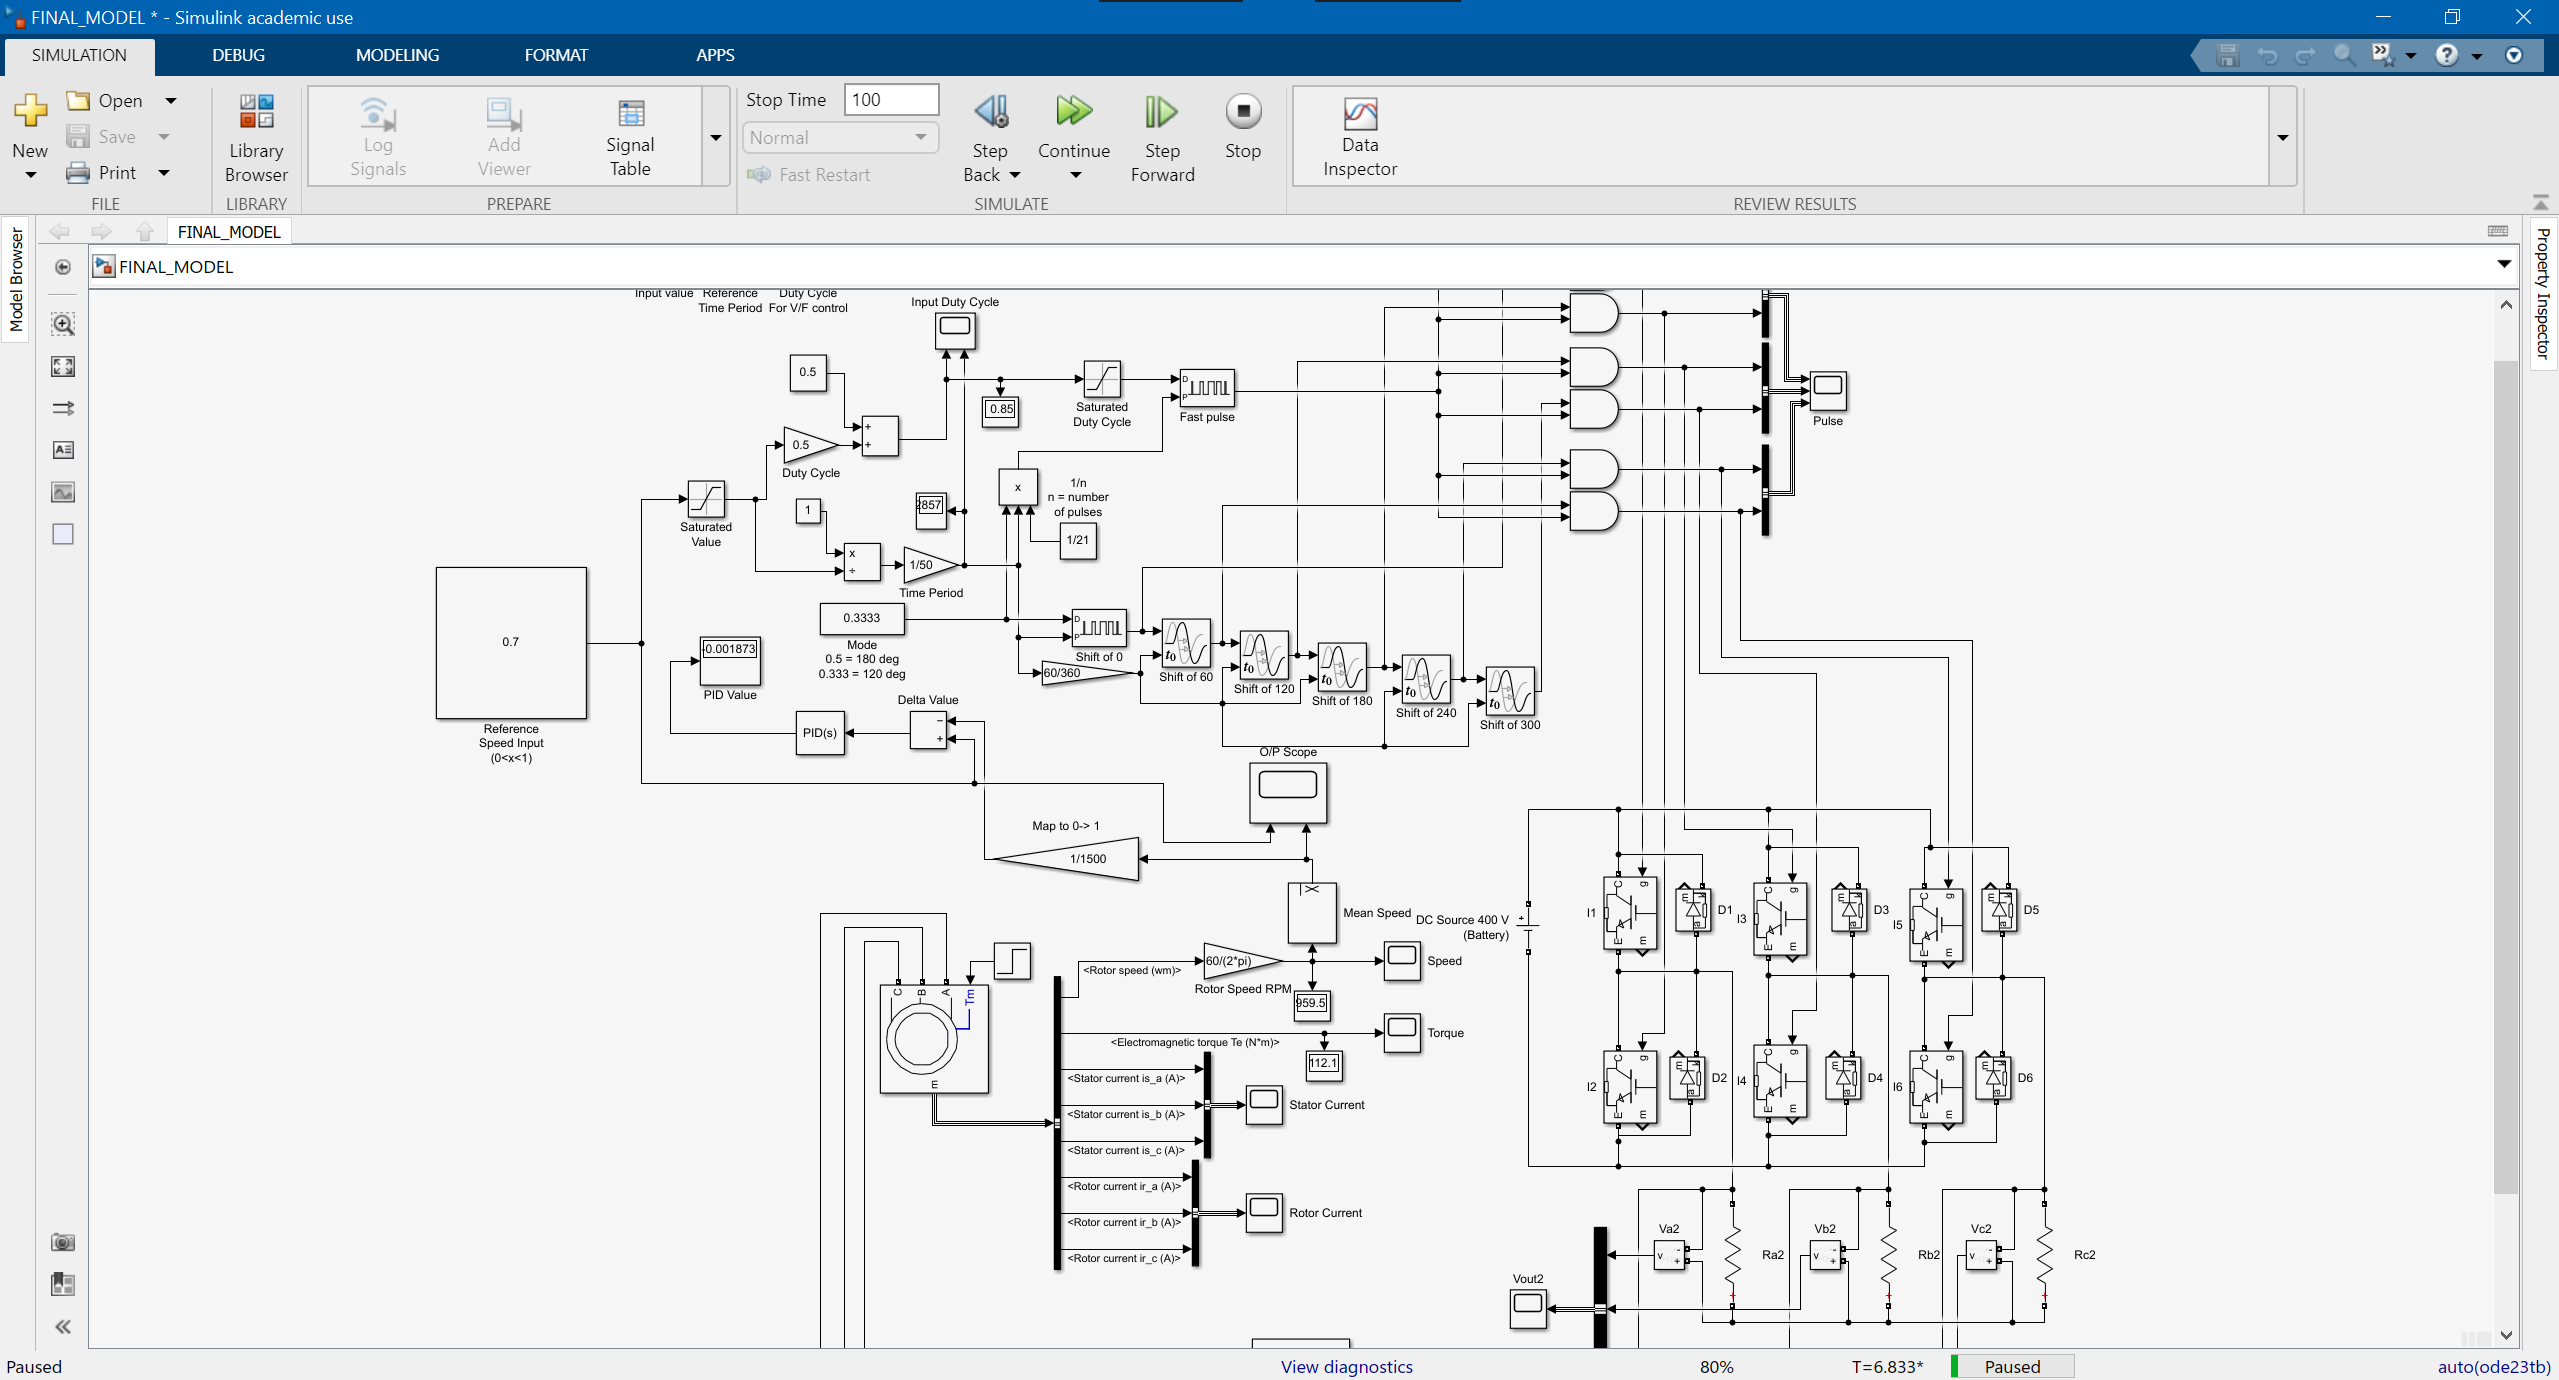 FINAL_MODEL * - Simulink academic use
SIMULATION
DEBUG
MODELING
FORMAT
APPS
New
Open
Save
Print
FILE
Library
Browser
LIBRARY
Log
Signals
Add
Viewer
Signal
Table
PREPARE
Stop Time
100
Normal
Fast Restart
Step
Back
Continue
Step
Forward
Stop
SIMULATE
Data
Inspector
REVIEW RESULTS
Model Browser
FINAL_MODEL
FINAL_MODEL
Property Inspector
Input value
Reference
Time Period
Duty Cycle
For V/F control
Input Duty Cycle
0.5
0.85
Saturated
Duty Cycle
D
P
Fast pulse
Pulse
0.5
Duty Cycle
+
+
Saturated
Value
1
x
÷
1/50
Time Period
2857
x
1/n
n = number
of pulses
1/21
0.7
Reference
Speed Input
(0<x<1)
0.3333
Mode
0.5 = 180 deg
0.333 = 120 deg
D
P
Shift of 0
60/360
to
Shift of 60
to
Shift of 120
to
Shift of 180
to
Shift of 240
to
Shift of 300
-0.001873
PID Value
PID(s)
Delta Value
−
+
O/P Scope
Map to 0-> 1
1/1500
Mean Speed
DC Source 400 V
(Battery)
+
<Rotor speed (wm)>
60/(2*pi)
Rotor Speed RPM
Speed
959.5
<Electromagnetic torque Te (N*m)>
Torque
112.1
<Stator current is_a (A)>
<Stator current is_b (A)>
<Stator current is_c (A)>
Stator Current
<Rotor current ir_a (A)>
<Rotor current ir_b (A)>
<Rotor current ir_c (A)>
Rotor Current
C
B
A
Tm
m
I1
C
g
E
m
m
a
D1
I3
C
g
E
m
m
a
D3
I5
C
g
E
m
m
a
D5
I2
C
g
E
m
m
a
D2
I4
C
g
E
m
m
a
D4
I6
C
g
E
m
m
a
D6
Va2
v
-
+
Ra2
Vb2
v
-
+
Rb2
Vc2
v
-
+
Rc2
+
+
+
Vout2
Paused
View diagnostics
80%
T=6.833*
Paused
auto(ode23tb)